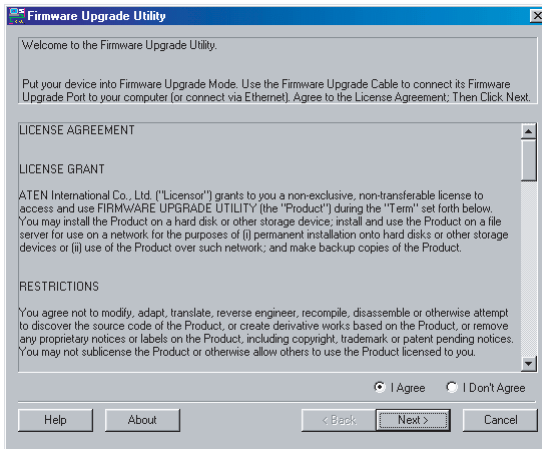 Firmware Upgrade Utility
Welcome to the Firmware Upgrade Utility.
Put your device into Firmware Upgrade Mode. Use the Firmware Upgrade Cable to connect its Firmware
Upgrade Port to your computer (or connect via Ethernet). Agree to the License Agreement; Then Click Next.
LICENSE AGREEMENT
LICENSE GRANT
ATEN International Co., Ltd. ("Licensor") grants to you a non-exclusive, non-transferable license to
access and use FIRMWARE UPGRADE UTILITY (the "Product") during the "Term" set forth below.
You may install the Product on a hard disk or other storage device; install and use the Product on a file
server for use on a network for the purposes of (i) permanent installation onto hard disks or other storage
devices or (ii) use of the Product over such network; and make backup copies of the Product.
RESTRICTIONS
You agree not to modify, adapt, translate, reverse engineer, recompile, disassemble or otherwise attempt
to discover the source code of the Product, or create derivative works based on the Product, or remove
any proprietary notices or labels on the Product, including copyright, trademark or patent pending notices.
You may not sublicense the Product or otherwise allow others to use the Product licensed to you.
I Agree I Don't Agree
Help About < Back Next > Cancel